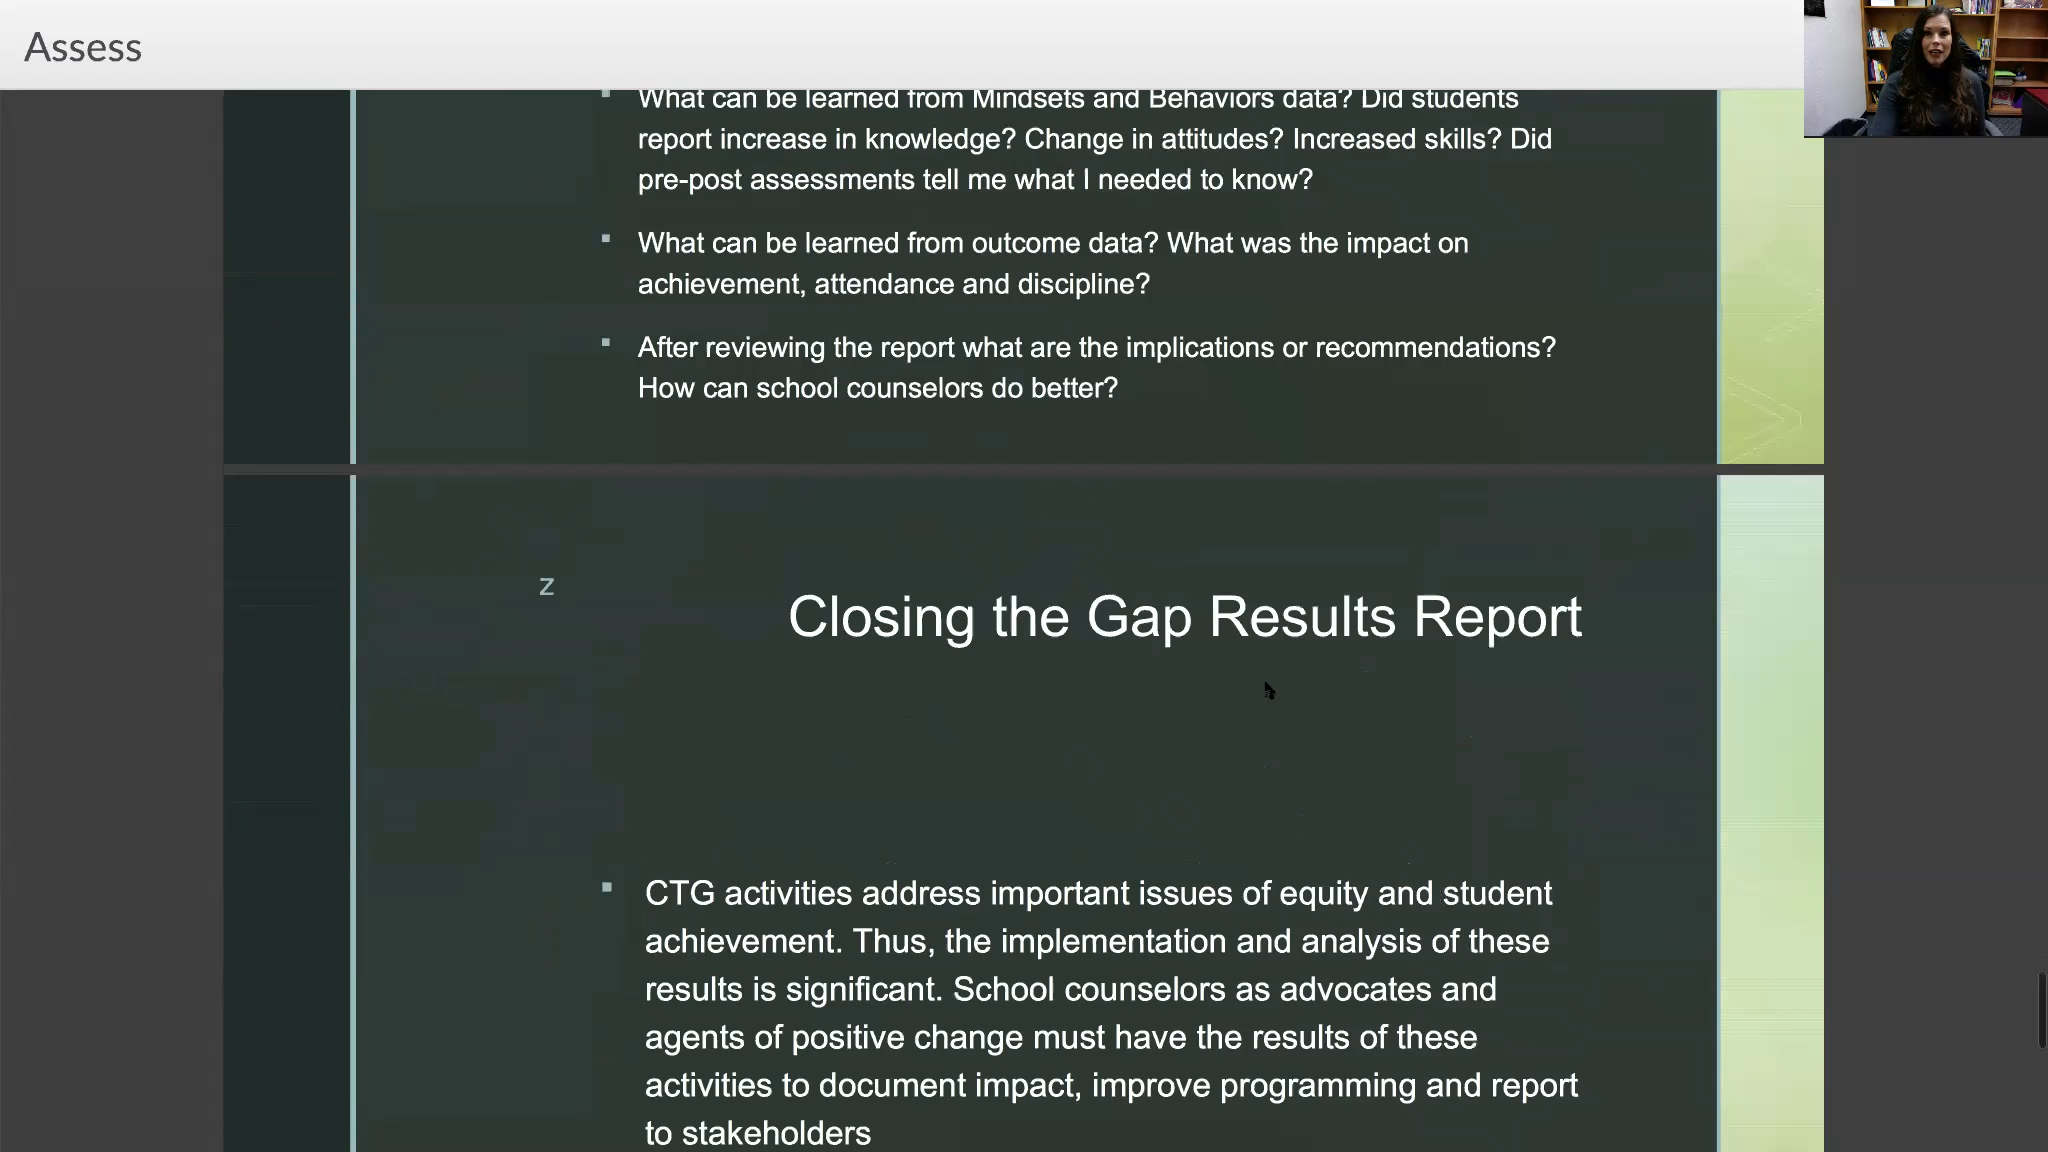 Assess
What can be learned from Mindsets and Behaviors data? Did students
report increase in knowledge? Change in attitudes? Increased skills? Did
pre-post assessments tell me what I needed to know?
What can be learned from outcome data? What was the impact on
achievement, attendance and discipline?
After reviewing the report what are the implications or recommendations?
How can school counselors do better?
z
Closing the Gap Results Report
CTG activities address important issues of equity and student
achievement. Thus, the implementation and analysis of these
results is significant. School counselors as advocates and
agents of positive change must have the results of these
activities to document impact, improve programming and report
to stakeholders